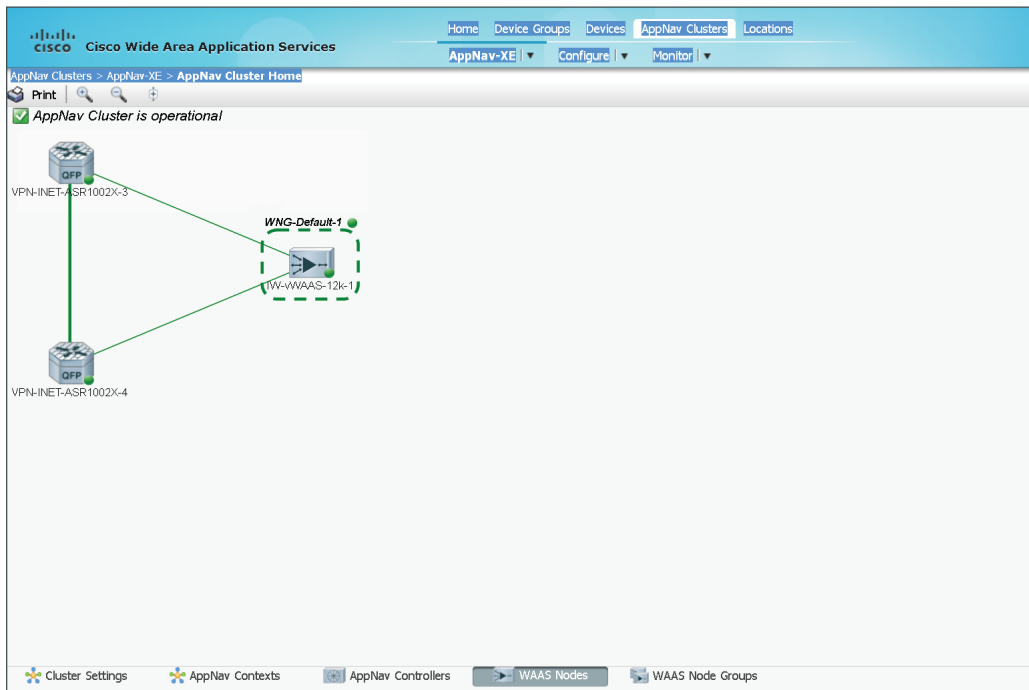 Home Device Groups Devices AppNav Clusters Locations
CISCO Cisco Wide Area Application Services
AppNav-XE Configure Monitor
AppNav Clusters > AppNav-XE > AppNav Cluster Home
Print
AppNav Cluster is operational
QFP
VPN-INET-ASR1002X-3
WNG-Default-1
IW-vWAAS-12k-1
QFP
VPN-INET-ASR1002X-4
Cluster Settings AppNav Contexts AppNav Controllers WAAS Nodes WAAS Node Groups